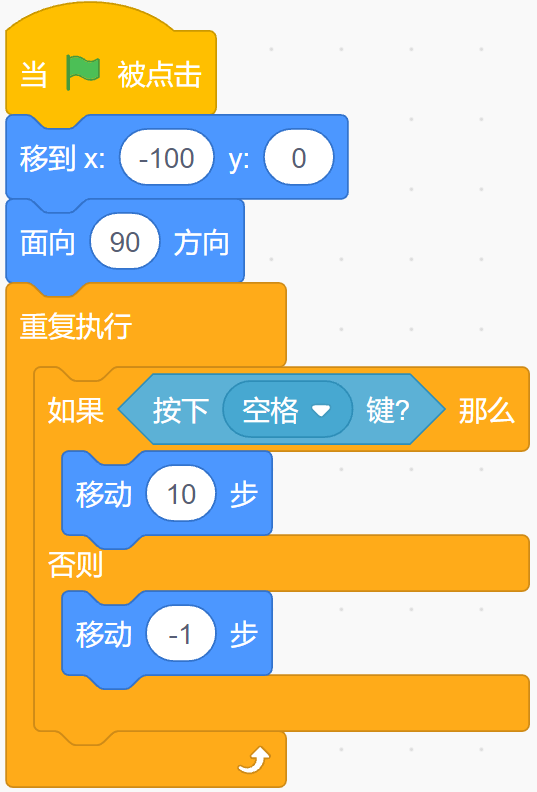 当 被点击
移到 x: -100 y: 0
面向 90 方向
重复执行
如果 按下 空格 键? 那么
移动 10 步
否则
移动 -1 步